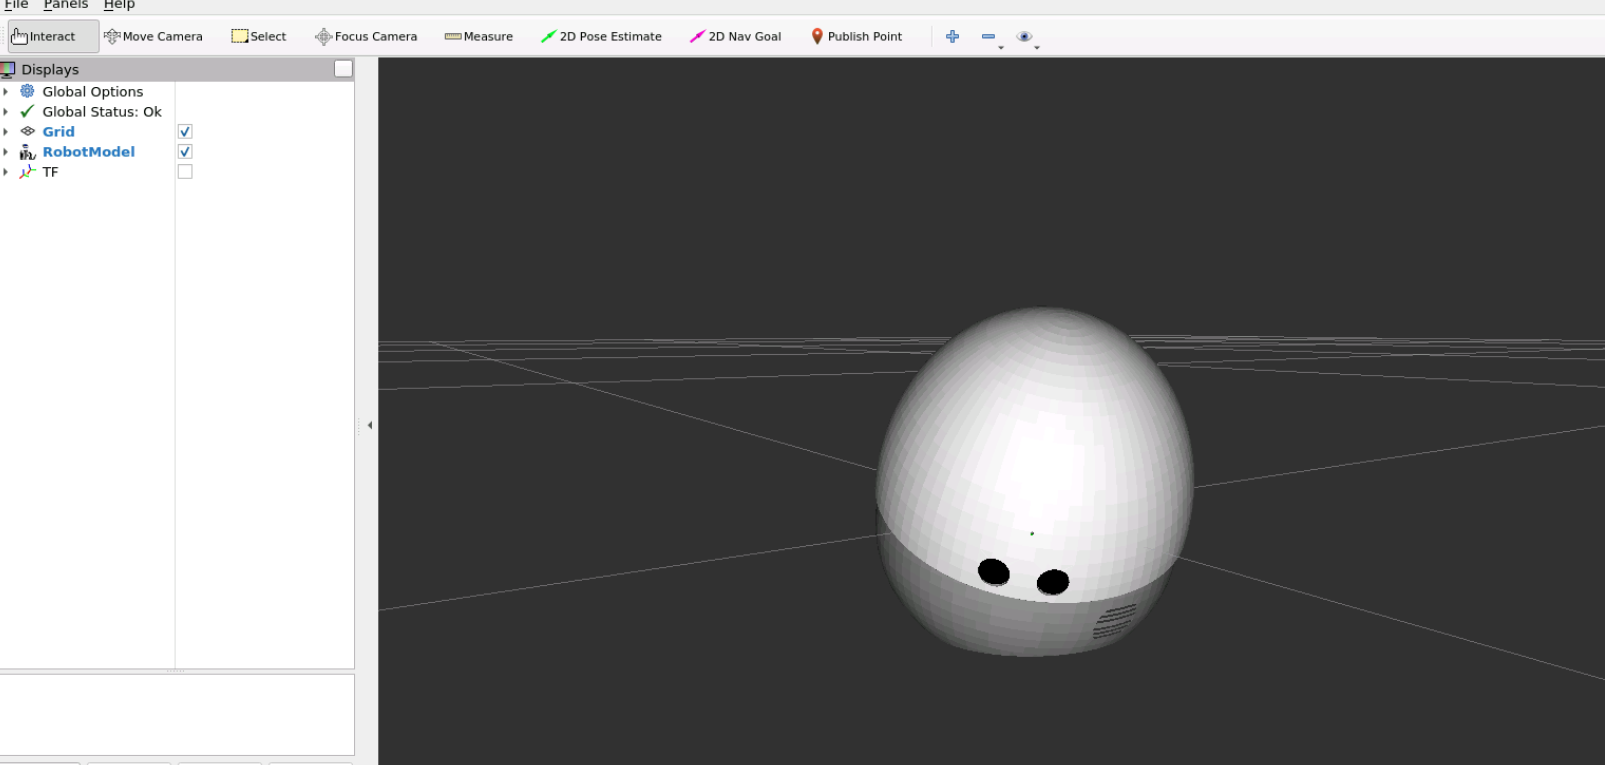 File Panels Help
Interact Move Camera Select Focus Camera Measure 2D Pose Estimate 2D Nav Goal Publish Point
Displays
Global Options
Global Status: Ok
Grid
RobotModel
TF